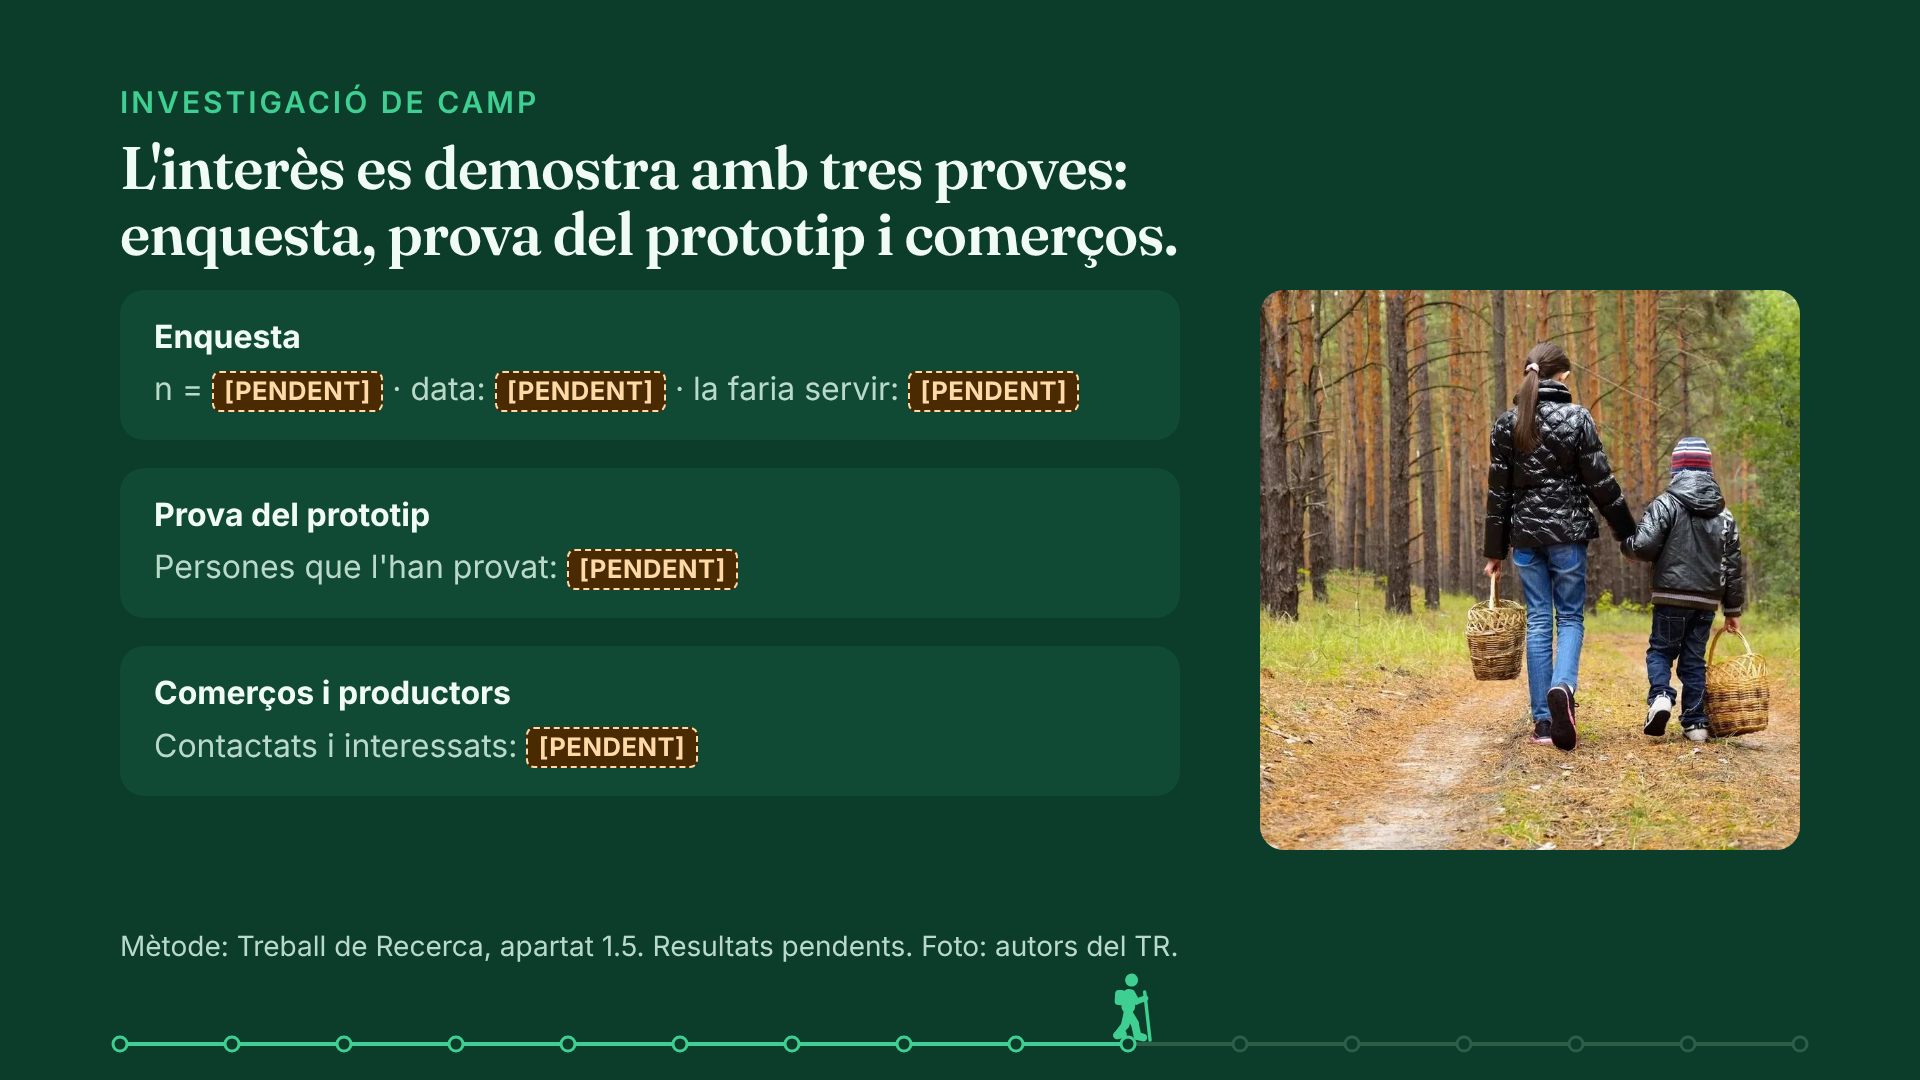 INVESTIGACIÓ DE CAMP
L'interès es demostra amb tres proves:
enquesta, prova del prototip i comerços.
Enquesta
n = [PENDENT] · data: [PENDENT] · la faria servir: [PENDENT]
Prova del prototip
Persones que l'han provat: [PENDENT]
Comerços i productors
Contactats i interessats: [PENDENT]
Mètode: Treball de Recerca, apartat 1.5. Resultats pendents. Foto: autors del TR.